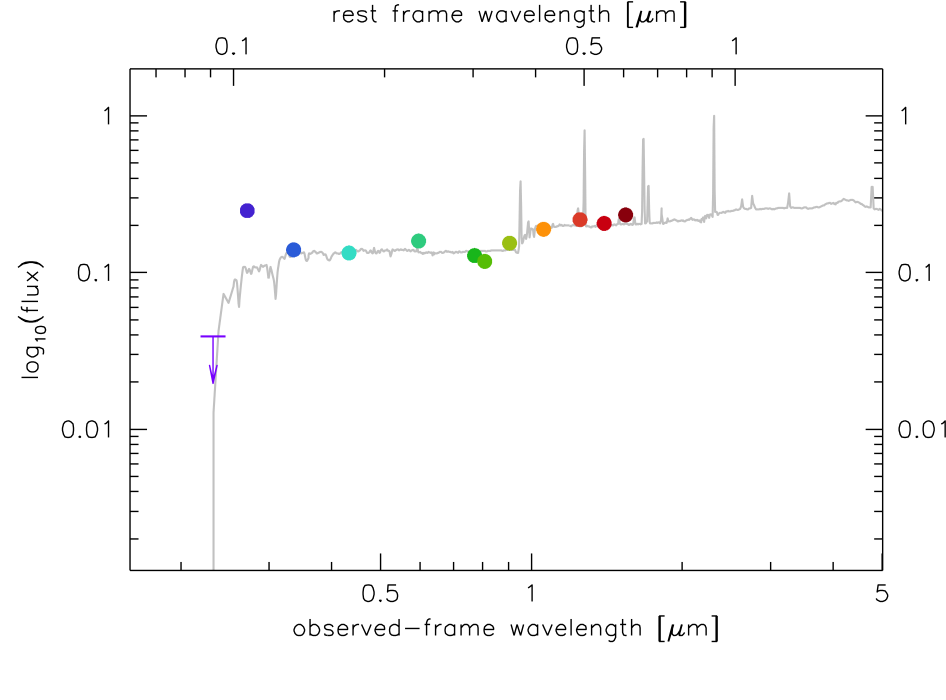 rest frame wavelength [μm]
0.1 0.5 1
1 1
0.1 0.1
log10(flux)
0.01 0.01
0.5 1 5
observed-frame wavelength [μm]